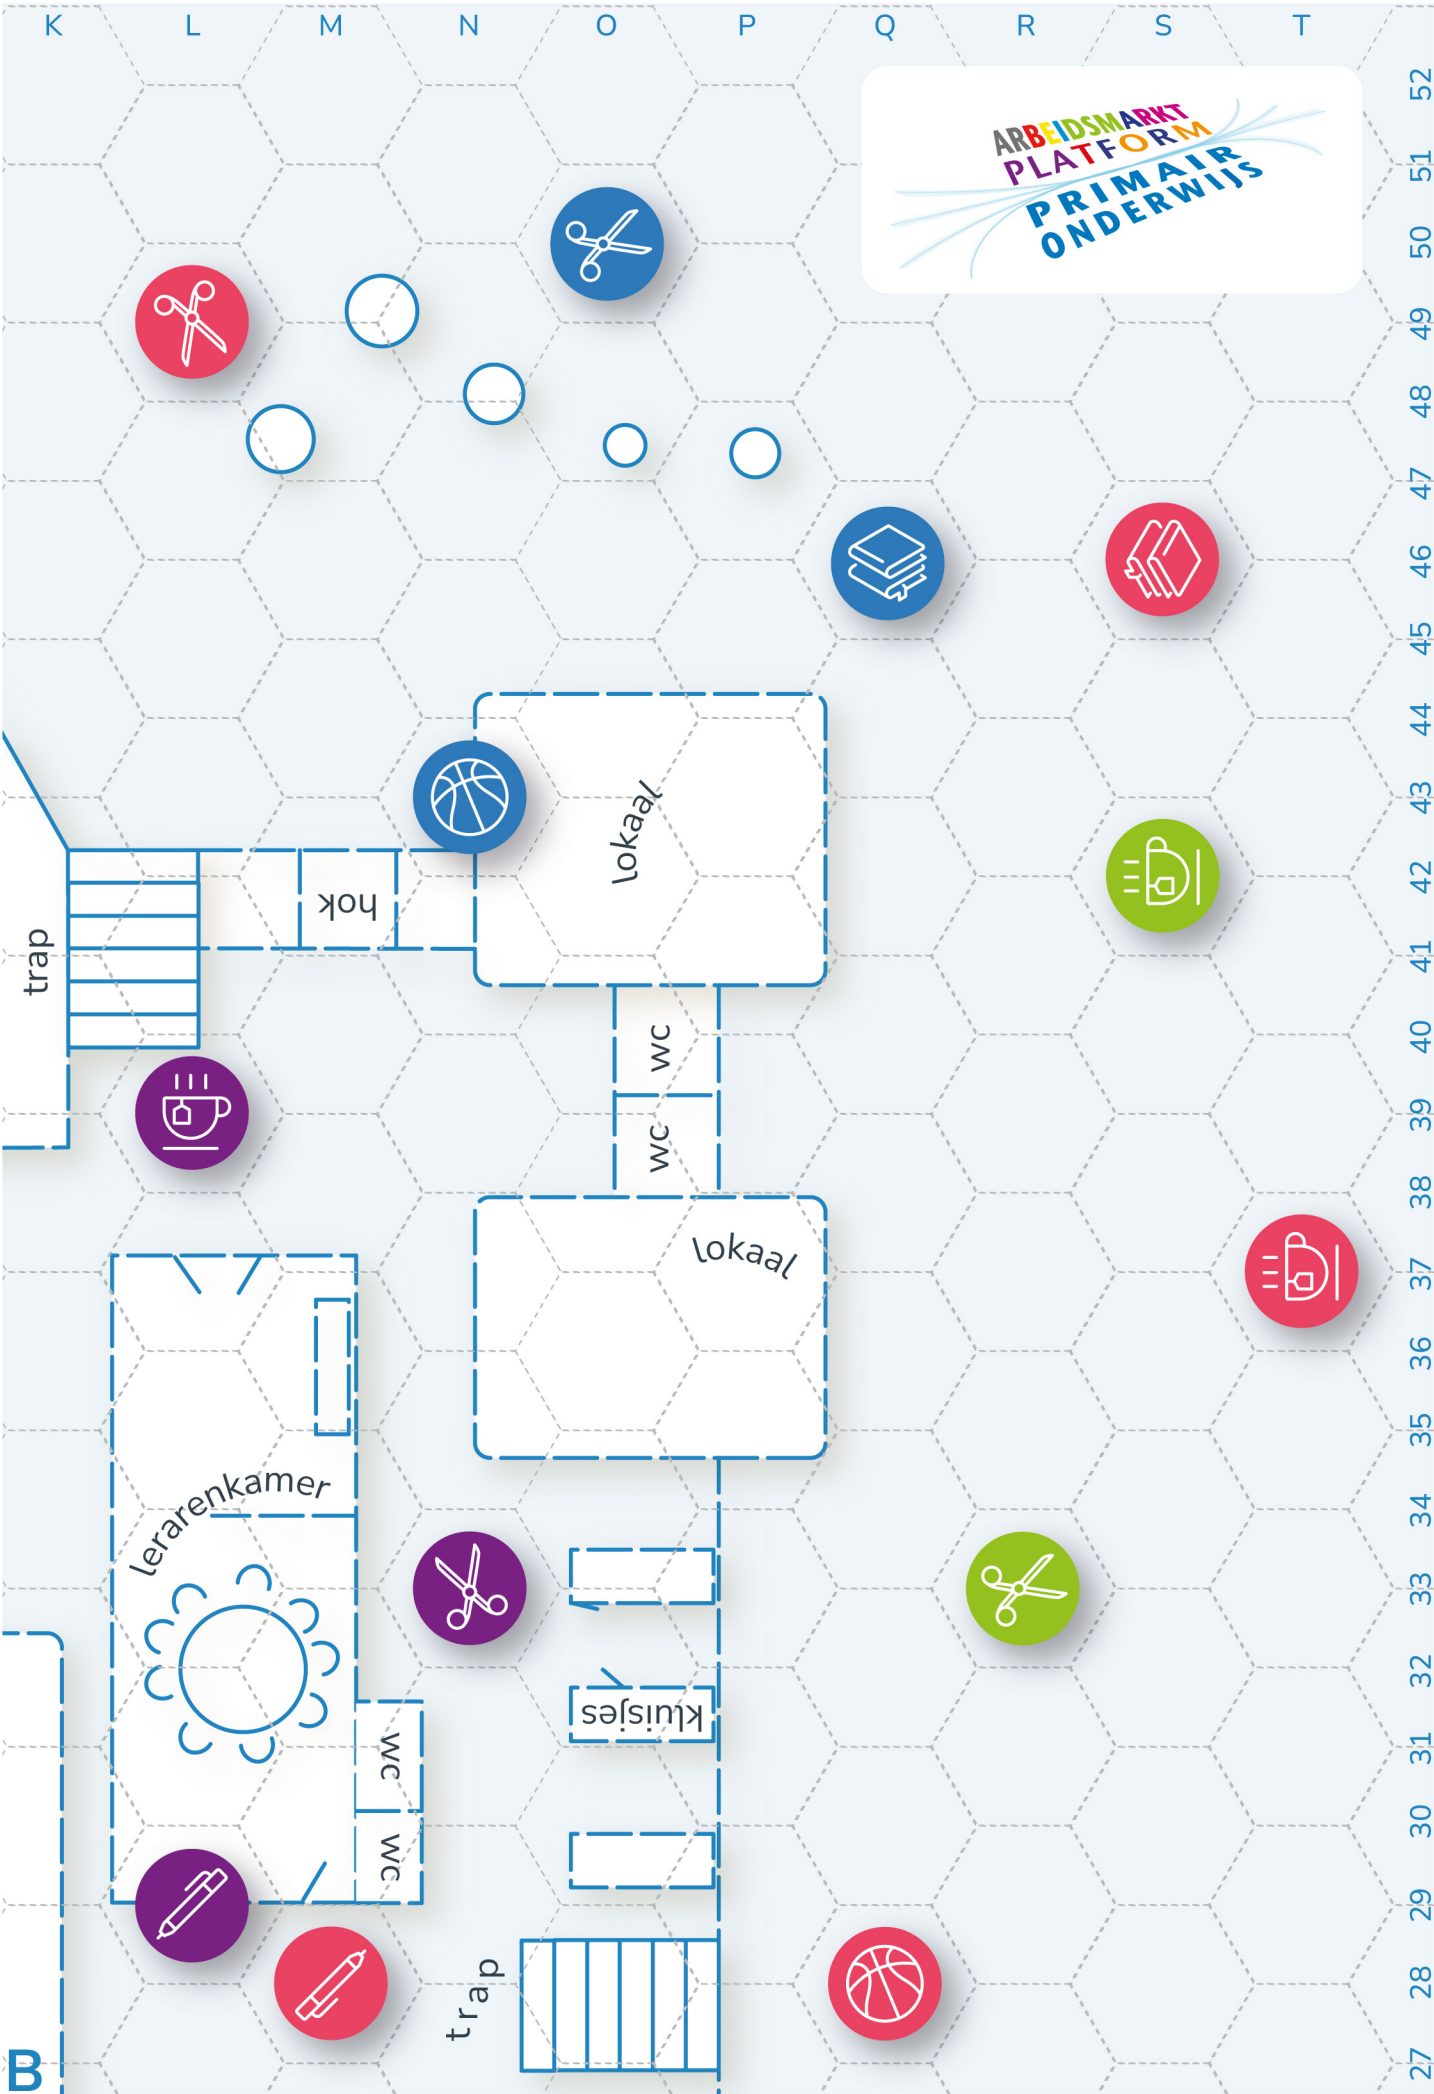 K L M N O P Q R S T
52
ARBEIDSMARKT
PLATFORM
PRIMAIR
ONDERWIJS
51
50
49
48
47
46
45
44
43
lokaal
42
hok
trap
41
40
wc
39
wc
38
lokaal
37
36
35
lerarenkamer
34
33
32
kluisjes
31
wc
30
wc
29
28
trap
27
B